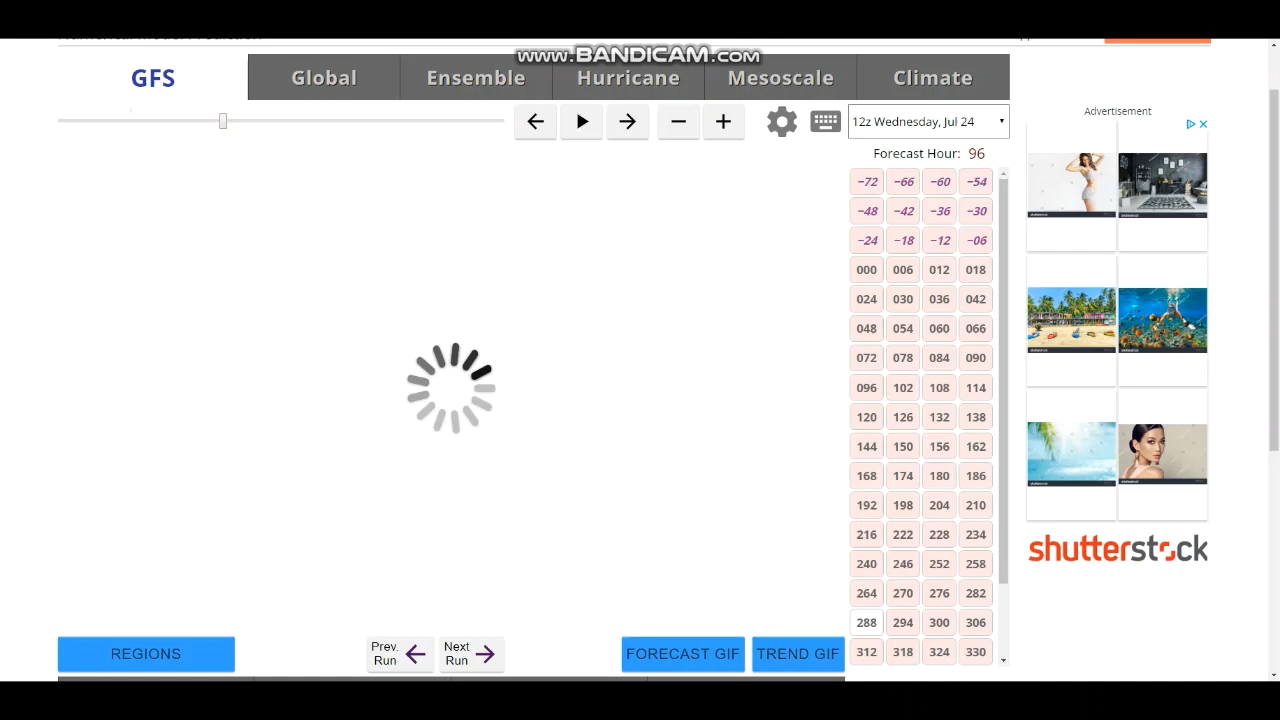 www.BANDICAM.com
GFS Global Ensemble Hurricane Mesoscale Climate
12z Wednesday, Jul 24
Advertisement
Forecast Hour: 96
−72 −66 −60 −54
−48 −42 −36 −30
−24 −18 −12 −06
000 006 012 018
024 030 036 042
048 054 060 066
072 078 084 090
096 102 108 114
120 126 132 138
144 150 156 162
168 174 180 186
192 198 204 210
216 222 228 234
240 246 252 258
264 270 276 282
288 294 300 306
312 318 324 330
shutterstock
REGIONS
Prev.
Run
Next
Run
FORECAST GIF
TREND GIF